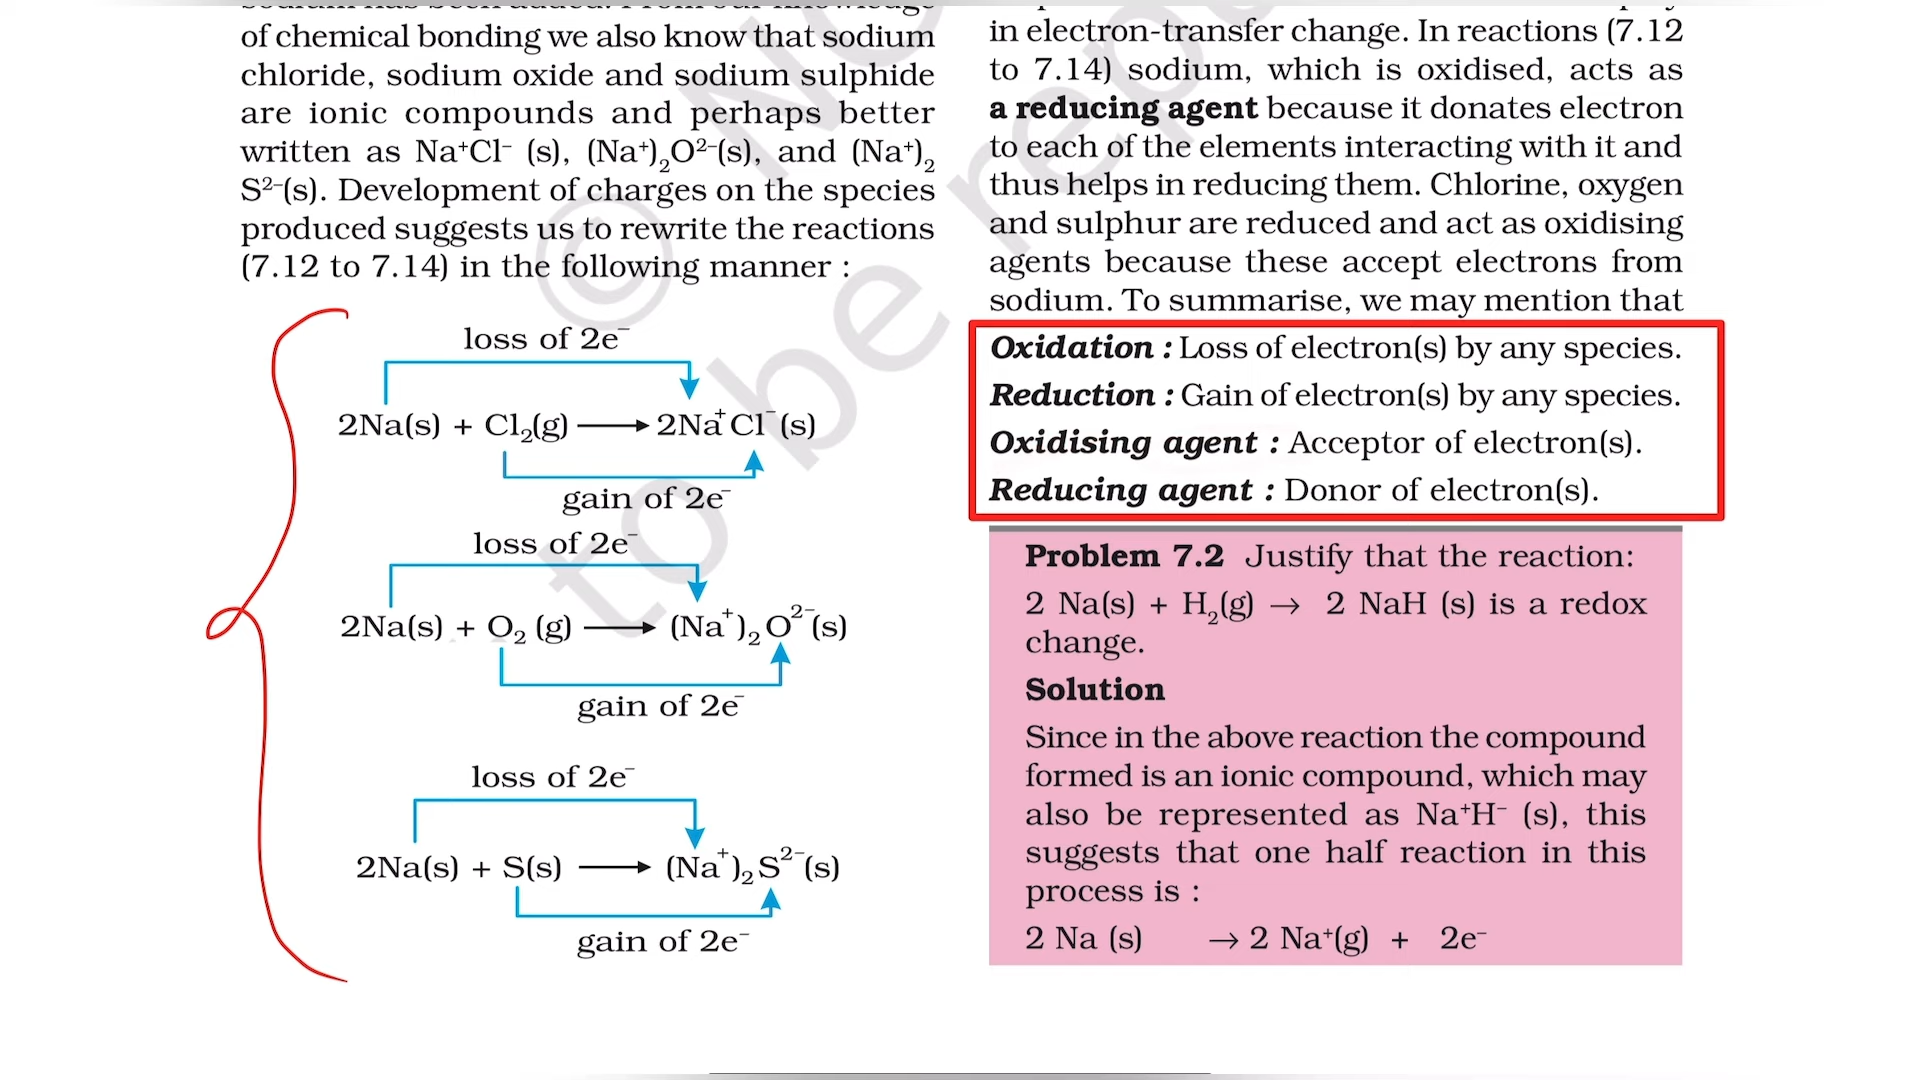 of chemical bonding we also know that sodium
chloride, sodium oxide and sodium sulphide
are ionic compounds and perhaps better
written as Na⁺Cl⁻ (s), (Na⁺)₂O²⁻(s), and (Na⁺)₂
S²⁻(s). Development of charges on the species
produced suggests us to rewrite the reactions
(7.12 to 7.14) in the following manner :
loss of 2e⁻
2Na(s) + Cl₂(g) ⟶ 2Na⁺Cl⁻(s)
gain of 2e⁻
loss of 2e⁻
2Na(s) + O₂ (g) ⟶ (Na⁺)₂O²⁻(s)
gain of 2e⁻
loss of 2e⁻
2Na(s) + S(s) ⟶ (Na⁺)₂S²⁻(s)
gain of 2e⁻
in electron-transfer change. In reactions (7.12
to 7.14) sodium, which is oxidised, acts as
a reducing agent because it donates electron
to each of the elements interacting with it and
thus helps in reducing them. Chlorine, oxygen
and sulphur are reduced and act as oxidising
agents because these accept electrons from
sodium. To summarise, we may mention that
Oxidation : Loss of electron(s) by any species.
Reduction : Gain of electron(s) by any species.
Oxidising agent : Acceptor of electron(s).
Reducing agent : Donor of electron(s).
Problem 7.2 Justify that the reaction:
2 Na(s) + H₂(g) → 2 NaH (s) is a redox
change.
Solution
Since in the above reaction the compound
formed is an ionic compound, which may
also be represented as Na⁺H⁻ (s), this
suggests that one half reaction in this
process is :
2 Na (s) → 2 Na⁺(g) + 2e⁻
©
to be